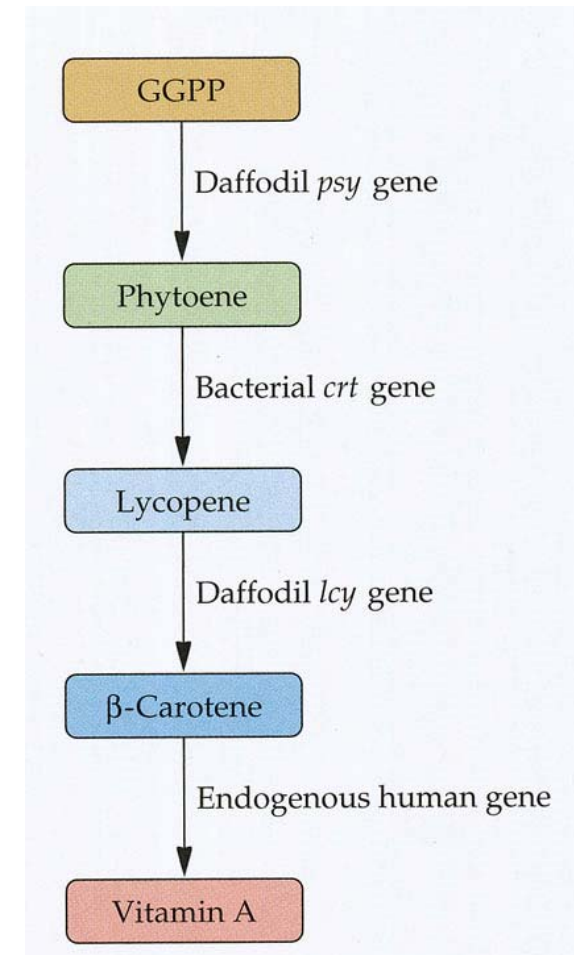 GGPP
Daffodil psy gene
Phytoene
Bacterial crt gene
Lycopene
Daffodil lcy gene
β-Carotene
Endogenous human gene
Vitamin A